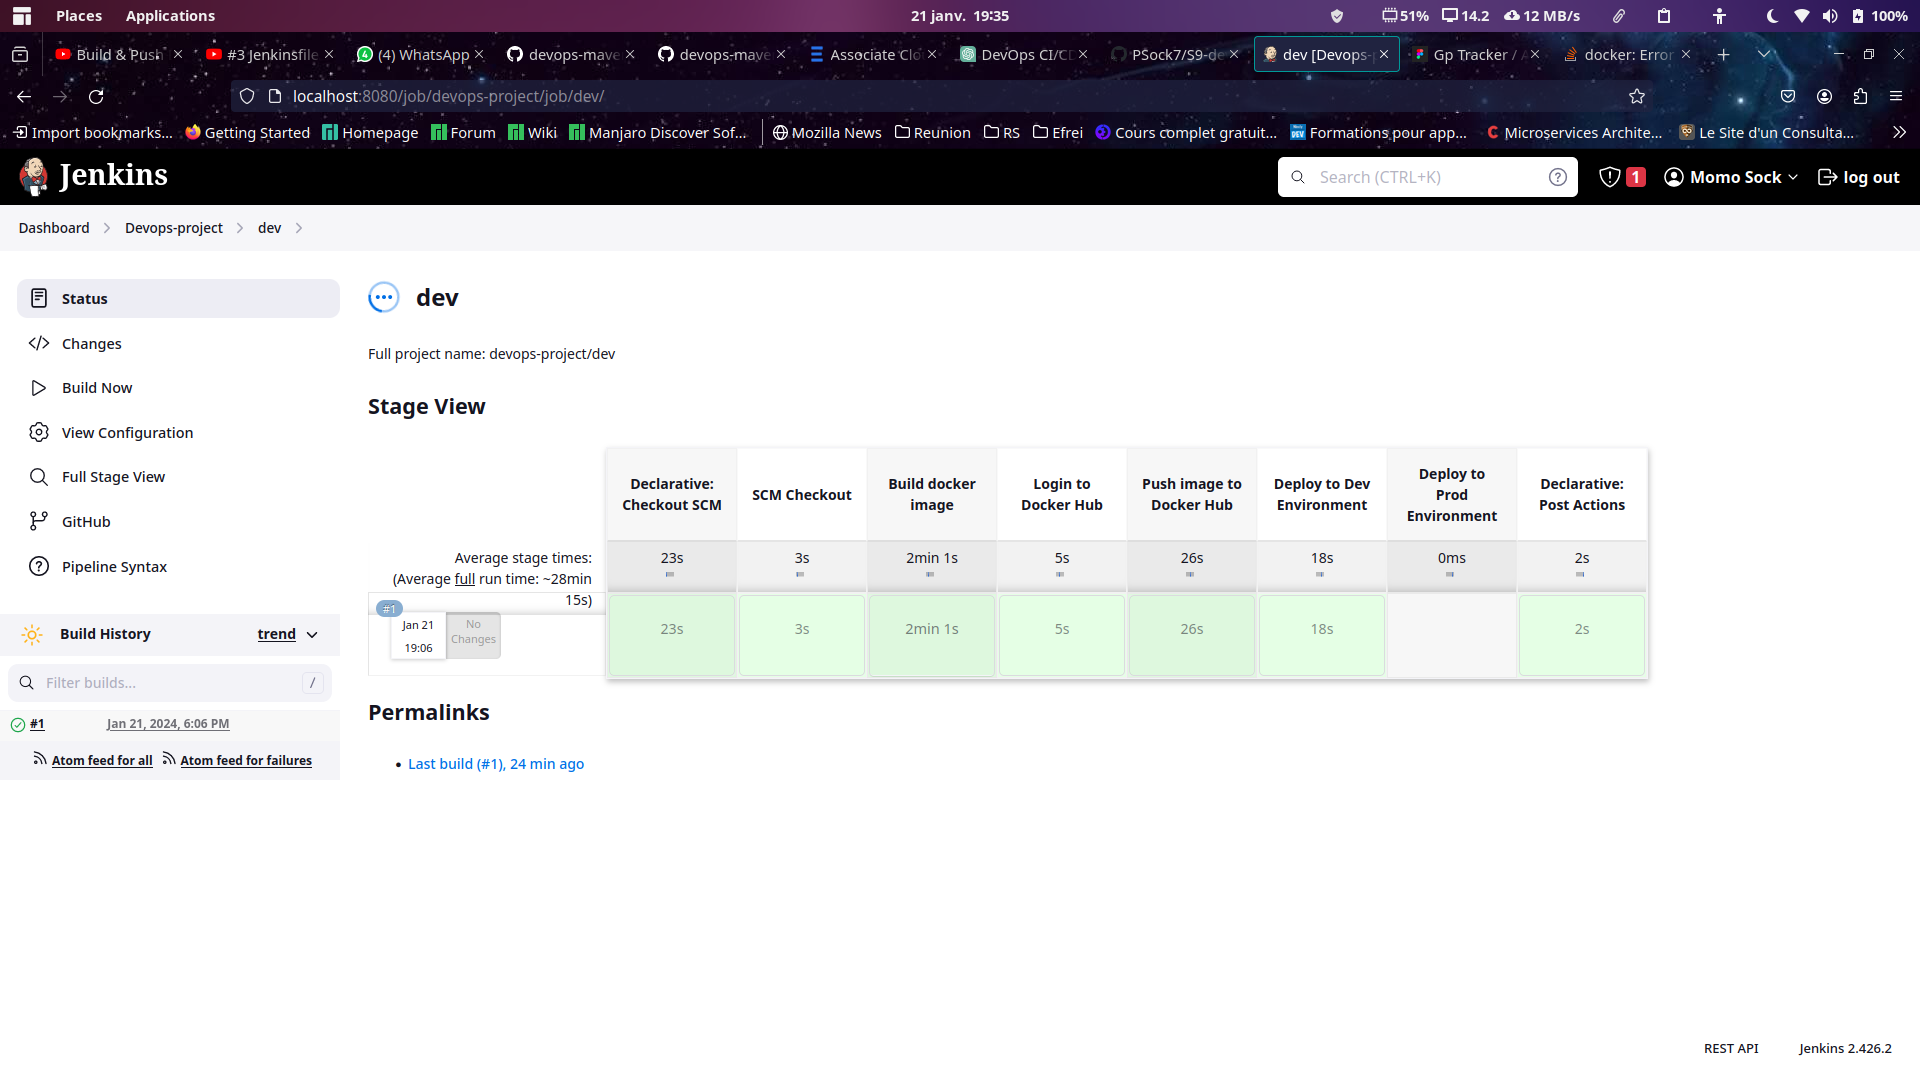 Places Applications 21 janv. 19:35 51% 14.2 12 MB/s 100%
Build & Push #3 Jenkinsfile (4) WhatsApp devops-mave devops-mave Associate Clo DevOps CI/CD PSock7/S9-de dev [Devops-p Gp Tracker / A docker: Error
localhost:8080/job/devops-project/job/dev/
Import bookmarks... Getting Started Homepage Forum Wiki Manjaro Discover Sof... Mozilla News Reunion RS Efrei Cours complet gratuit... Formations pour app... Microservices Archite... Le Site d'un Consulta...
Jenkins Search (CTRL+K) 1 Momo Sock log out
Dashboard Devops-project dev
Status
Changes
Build Now
View Configuration
Full Stage View
GitHub
Pipeline Syntax
Build History trend
Filter builds... /
#1 Jan 21, 2024, 6:06 PM
Atom feed for all Atom feed for failures
dev
Full project name: devops-project/dev
Stage View
Declarative:
Checkout SCM
SCM Checkout
Build docker
image
Login to
Docker Hub
Push image to
Docker Hub
Deploy to Dev
Environment
Deploy to
Prod
Environment
Declarative:
Post Actions
Average stage times:
(Average full run time: ~28min
15s)
23s 3s 2min 1s 5s 26s 18s 0ms 2s
#1
Jan 21
19:06
No
Changes
23s 3s 2min 1s 5s 26s 18s 2s
Permalinks
Last build (#1), 24 min ago
REST API Jenkins 2.426.2